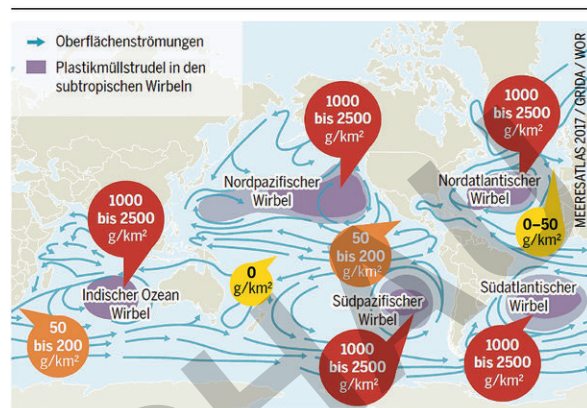 Oberflächenströmungen
Plastikmüllstrudel in den
subtropischen Wirbeln
1000
bis 2500
g/km²
1000
bis 2500
g/km²
Nordpazifischer
Wirbel
Nordatlantischer
Wirbel
1000
bis 2500
g/km²
0–50
g/km²
50
bis 200
g/km²
0
g/km²
Indischer Ozean
Wirbel
Südpazifischer
Wirbel
Südatlantischer
Wirbel
50
bis 200
g/km²
1000
bis 2500
g/km²
1000
bis 2500
g/km²
MEERESATLAS 2017 / GRIDA / WOR